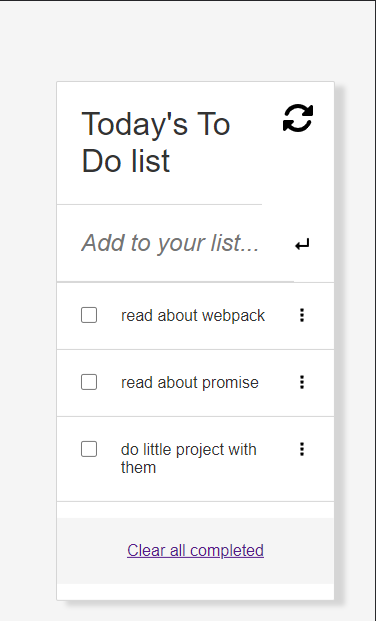 Today's To
Do list
Add to your list...
read about webpack
read about promise
do little project with
them
Clear all completed